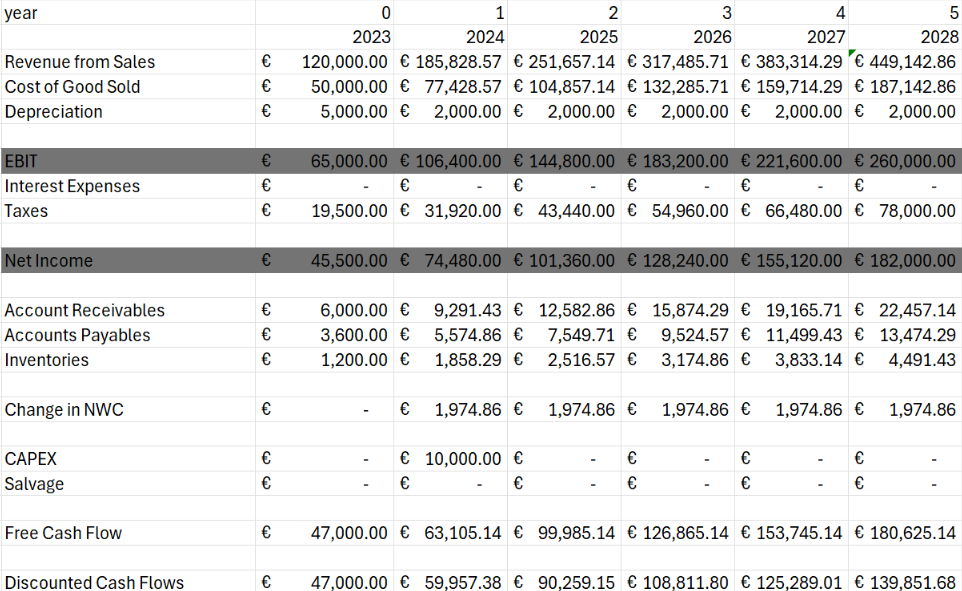 year 0 1 2 3 4 5
2023 2024 2025 2026 2027 2028
Revenue from Sales € 120,000.00 € 185,828.57 € 251,657.14 € 317,485.71 € 383,314.29 € 449,142.86
Cost of Good Sold € 50,000.00 € 77,428.57 € 104,857.14 € 132,285.71 € 159,714.29 € 187,142.86
Depreciation € 5,000.00 € 2,000.00 € 2,000.00 € 2,000.00 € 2,000.00 € 2,000.00
EBIT € 65,000.00 € 106,400.00 € 144,800.00 € 183,200.00 € 221,600.00 € 260,000.00
Interest Expenses € - € - € - € - € - € -
Taxes € 19,500.00 € 31,920.00 € 43,440.00 € 54,960.00 € 66,480.00 € 78,000.00
Net Income € 45,500.00 € 74,480.00 € 101,360.00 € 128,240.00 € 155,120.00 € 182,000.00
Account Receivables € 6,000.00 € 9,291.43 € 12,582.86 € 15,874.29 € 19,165.71 € 22,457.14
Accounts Payables € 3,600.00 € 5,574.86 € 7,549.71 € 9,524.57 € 11,499.43 € 13,474.29
Inventories € 1,200.00 € 1,858.29 € 2,516.57 € 3,174.86 € 3,833.14 € 4,491.43
Change in NWC € - € 1,974.86 € 1,974.86 € 1,974.86 € 1,974.86 € 1,974.86
CAPEX € - € 10,000.00 € - € - € - € -
Salvage € - € - € - € - € - € -
Free Cash Flow € 47,000.00 € 63,105.14 € 99,985.14 € 126,865.14 € 153,745.14 € 180,625.14
Discounted Cash Flows € 47,000.00 € 59,957.38 € 90,259.15 € 108,811.80 € 125,289.01 € 139,851.68